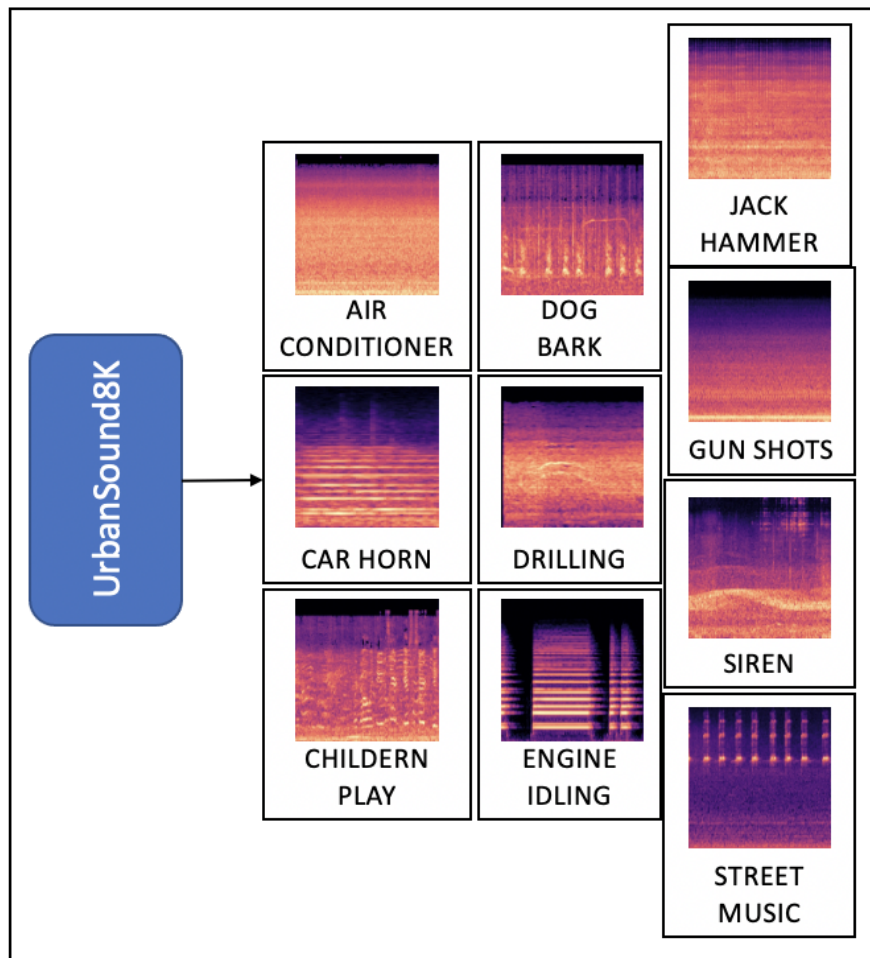 UrbanSound8K
AIR
CONDITIONER
DOG
BARK
JACK
HAMMER
CAR HORN
DRILLING
GUN SHOTS
CHILDERN
PLAY
ENGINE
IDLING
SIREN
STREET
MUSIC